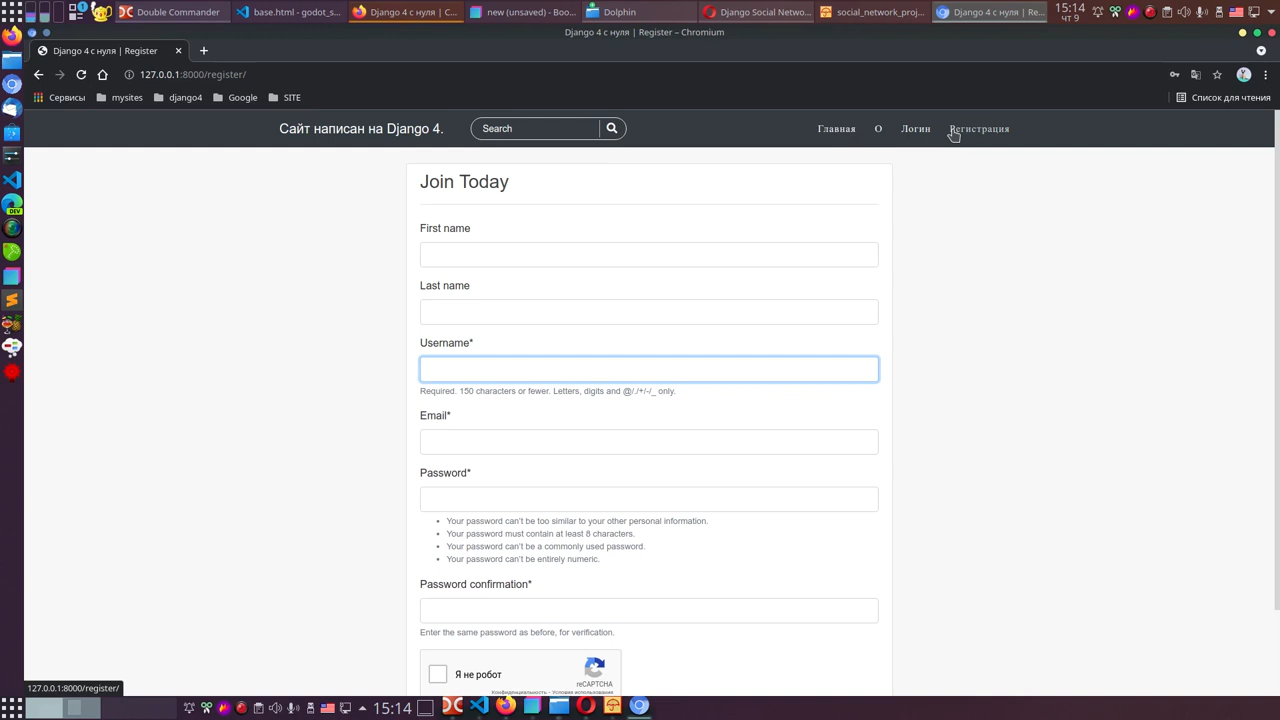 Double Command
base.html - godot_s...
Django 4 с нуля | C...
new (unsaved) - Boo...
Dolphin
Django Social Netwo...
social_network_proj...
Django 4 с нуля | Re...
15:14
чт 9
Django 4 с нуля | Register – Chromium
Django 4 с нуля | Register
127.0.0.1:8000/register/
Сервисы
mysites
django4
Google
SITE
Список для чтения
Сайт написан на Django 4.
Search
Главная
О
Логин
Регистрация
Join Today
First name
Last name
Username*
Required. 150 characters or fewer. Letters, digits and @/./+/-/_ only.
Email*
Password*
Your password can't be too similar to your other personal information.
Your password must contain at least 8 characters.
Your password can't be a commonly used password.
Your password can't be entirely numeric.
Password confirmation*
Enter the same password as before, for verification.
Я не робот
reCAPTCHA
Конфиденциальность - Условия использования
127.0.0.1:8000/register/
15:14